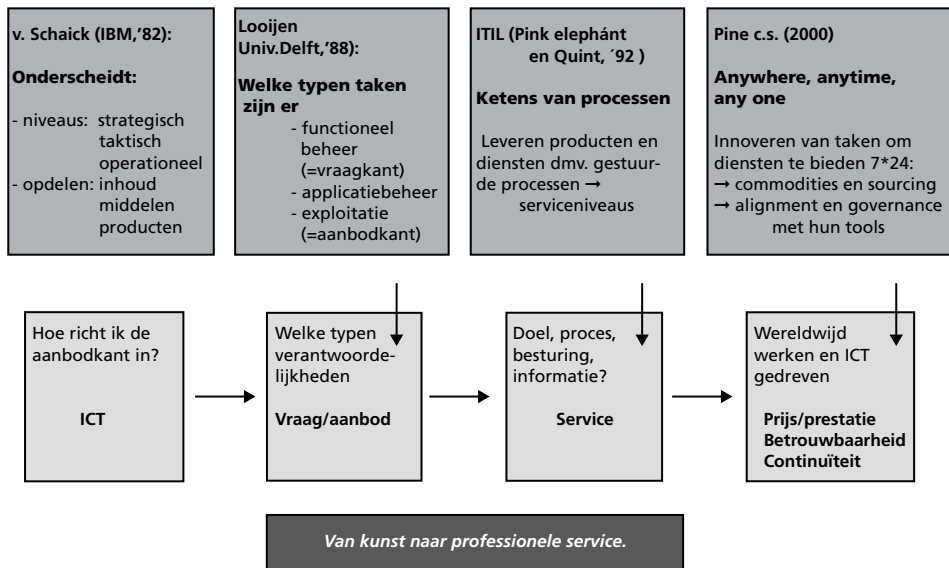 v. Schaick (IBM,'82):
Onderscheidt:
- niveaus: strategisch
taktisch
operationeel
- opdelen: inhoud
middelen
producten
Looijen
Univ.Delft,'88):
Welke typen taken
zijn er
- functioneel
beheer
(=vraagkant)
- applicatiebeheer
- exploitatie
(=aanbodkant)
ITIL (Pink elephánt
en Quint, ´92 )
Ketens van processen
Leveren producten en
diensten dmv. gestuur-
de processen →
serviceniveaus
Pine c.s. (2000)
Anywhere, anytime,
any one
Innoveren van taken om
diensten te bieden 7*24:
→ commodities en sourcing
→ alignment en governance
met hun tools
Hoe richt ik de
aanbodkant in?
ICT
Welke typen
verantwoorde-
lijkheden
Vraag/aanbod
Doel, proces,
besturing,
informatie?
Service
Wereldwijd
werken en ICT
gedreven
Prijs/prestatie
Betrouwbaarheid
Continuïteit
Van kunst naar professionele service.